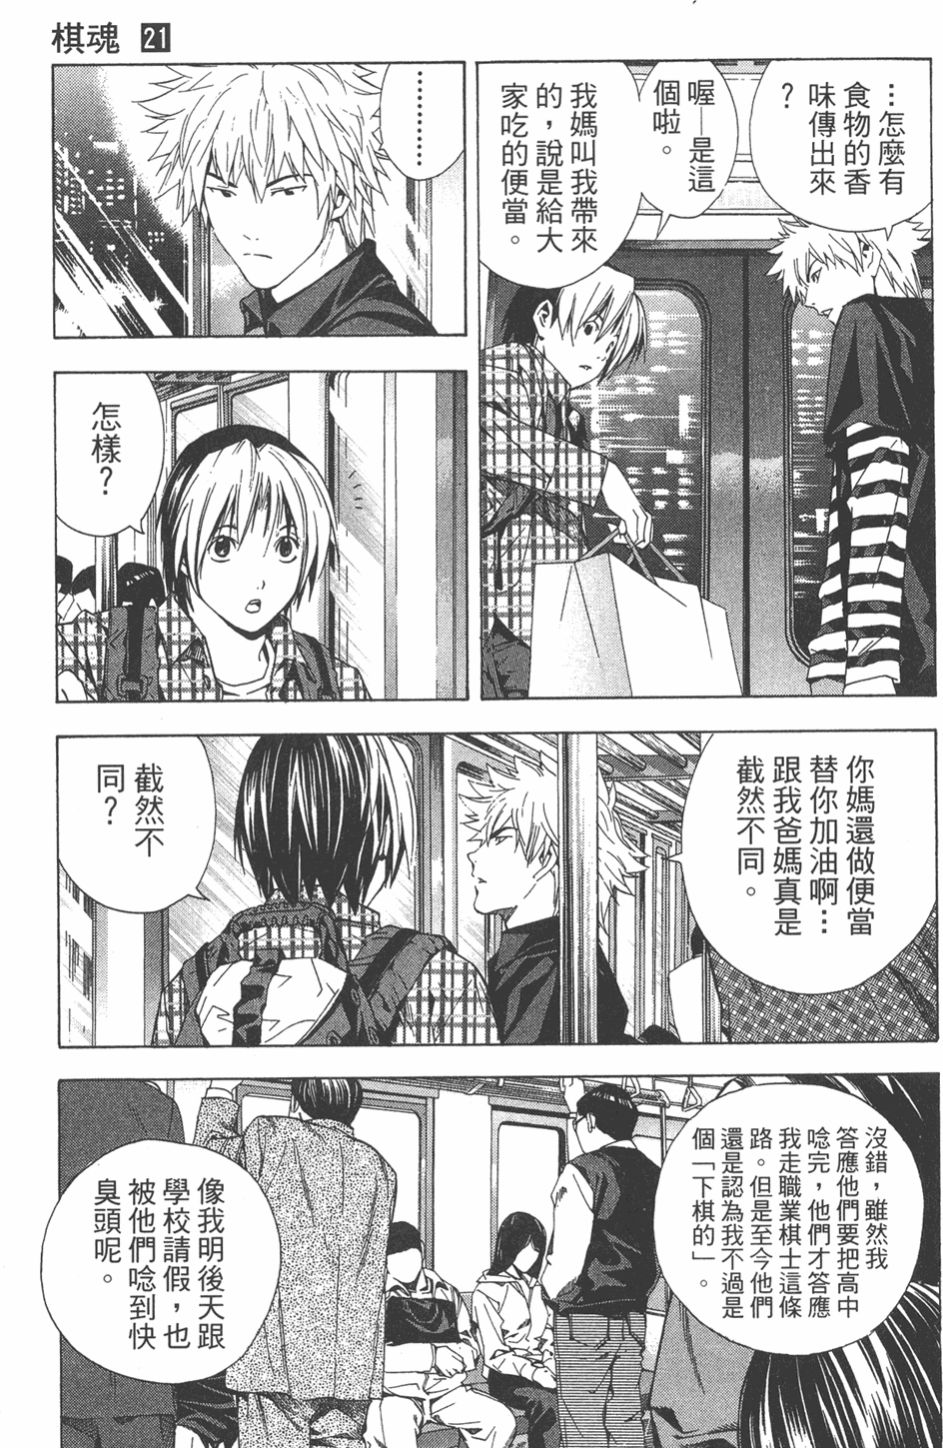 棋魂 21
…怎麼有
食物的香
味傳出來
?
喔─是這
個啦。
我媽叫我帶來
的，說是給大
家吃的便當。
…………
怎樣?
你媽還做便當
替你加油啊…
跟我爸媽真是
截然不同。
截然不
同?
沒錯，雖然我
答應他們要把高中
唸完，他們才答應
我走職業棋士這條
路。但是至今他們
還是認為我不過是
個「下棋的」。
像我明後天跟
學校請假，也
被他們唸到快
臭頭呢。